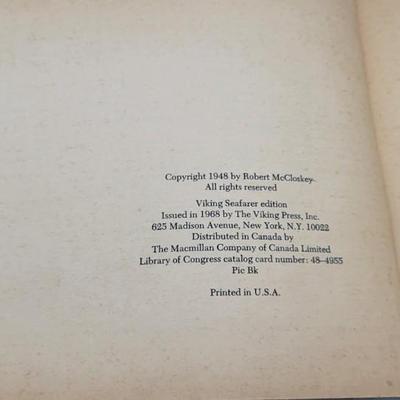 Copyright 1948 by Robert McCloskey
All rights reserved
Viking Seafarer edition
Issued in 1968 by The Viking Press, Inc.
625 Madison Avenue, New York, N.Y. 10022
Distributed in Canada by
The Macmillan Company of Canada Limited
Library of Congress catalog card number: 48–4955
Pic Bk
Printed in U.S.A.